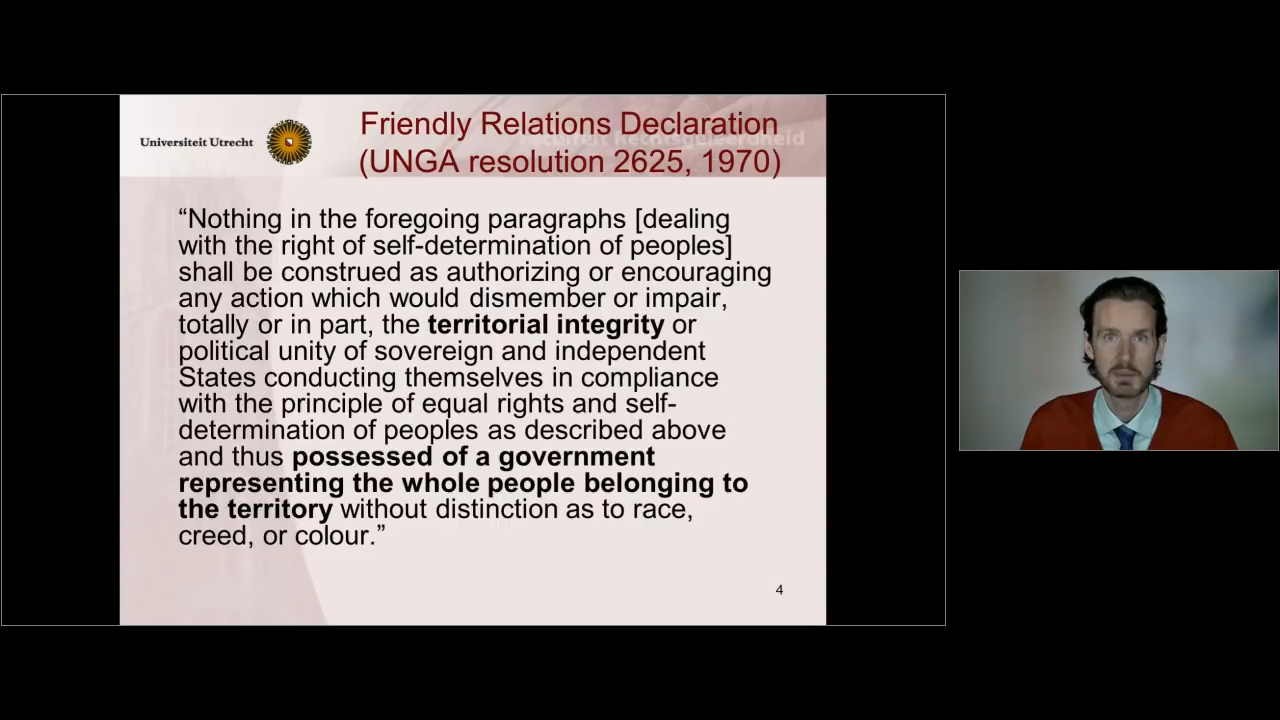 Universiteit Utrecht
Friendly Relations Declaration
(UNGA resolution 2625, 1970)
Faculteit Rechtsgeleerdheid
“Nothing in the foregoing paragraphs [dealing
with the right of self-determination of peoples]
shall be construed as authorizing or encouraging
any action which would dismember or impair,
totally or in part, the territorial integrity or
political unity of sovereign and independent
States conducting themselves in compliance
with the principle of equal rights and self-
determination of peoples as described above
and thus possessed of a government
representing the whole people belonging to
the territory without distinction as to race,
creed, or colour.”
4